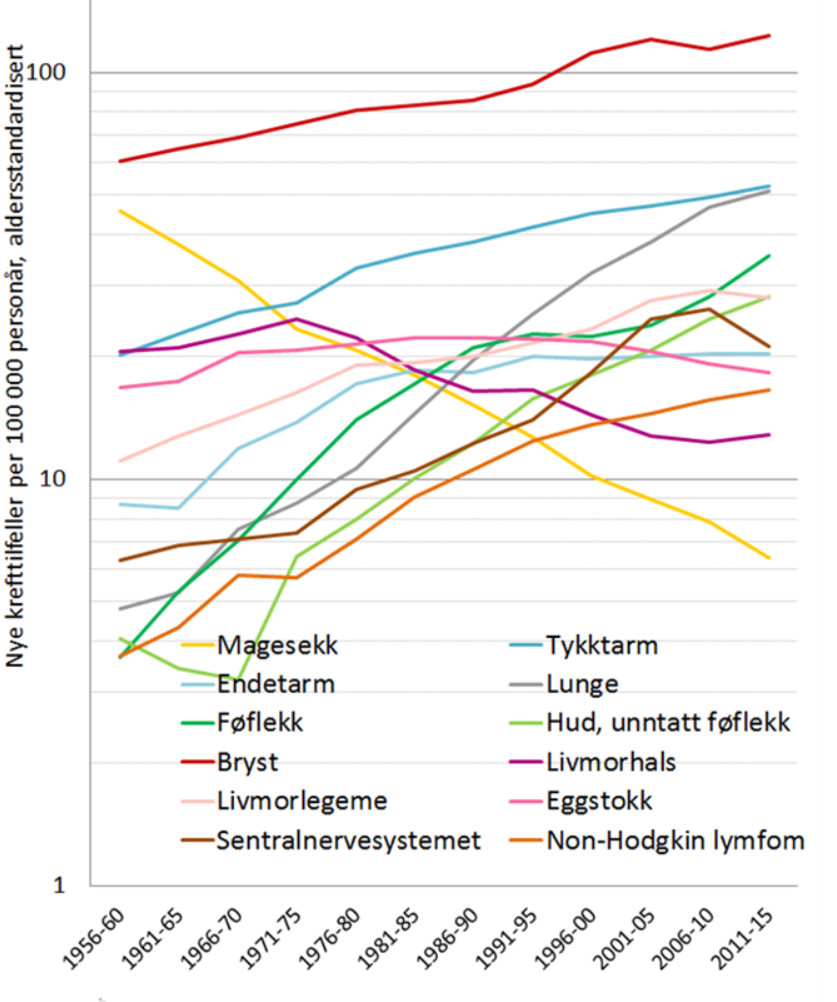 Nye krefttilfeller per 100 000 personår, aldersstandardisert
100
10
1
Magesekk
Tykktarm
Endetarm
Lunge
Føflekk
Hud, unntatt føflekk
Bryst
Livmorhals
Livmorlegeme
Eggstokk
Sentralnervesystemet
Non-Hodgkin lymfom
1956-60
1961-65
1966-70
1971-75
1976-80
1981-85
1986-90
1991-95
1996-00
2001-05
2006-10
2011-15